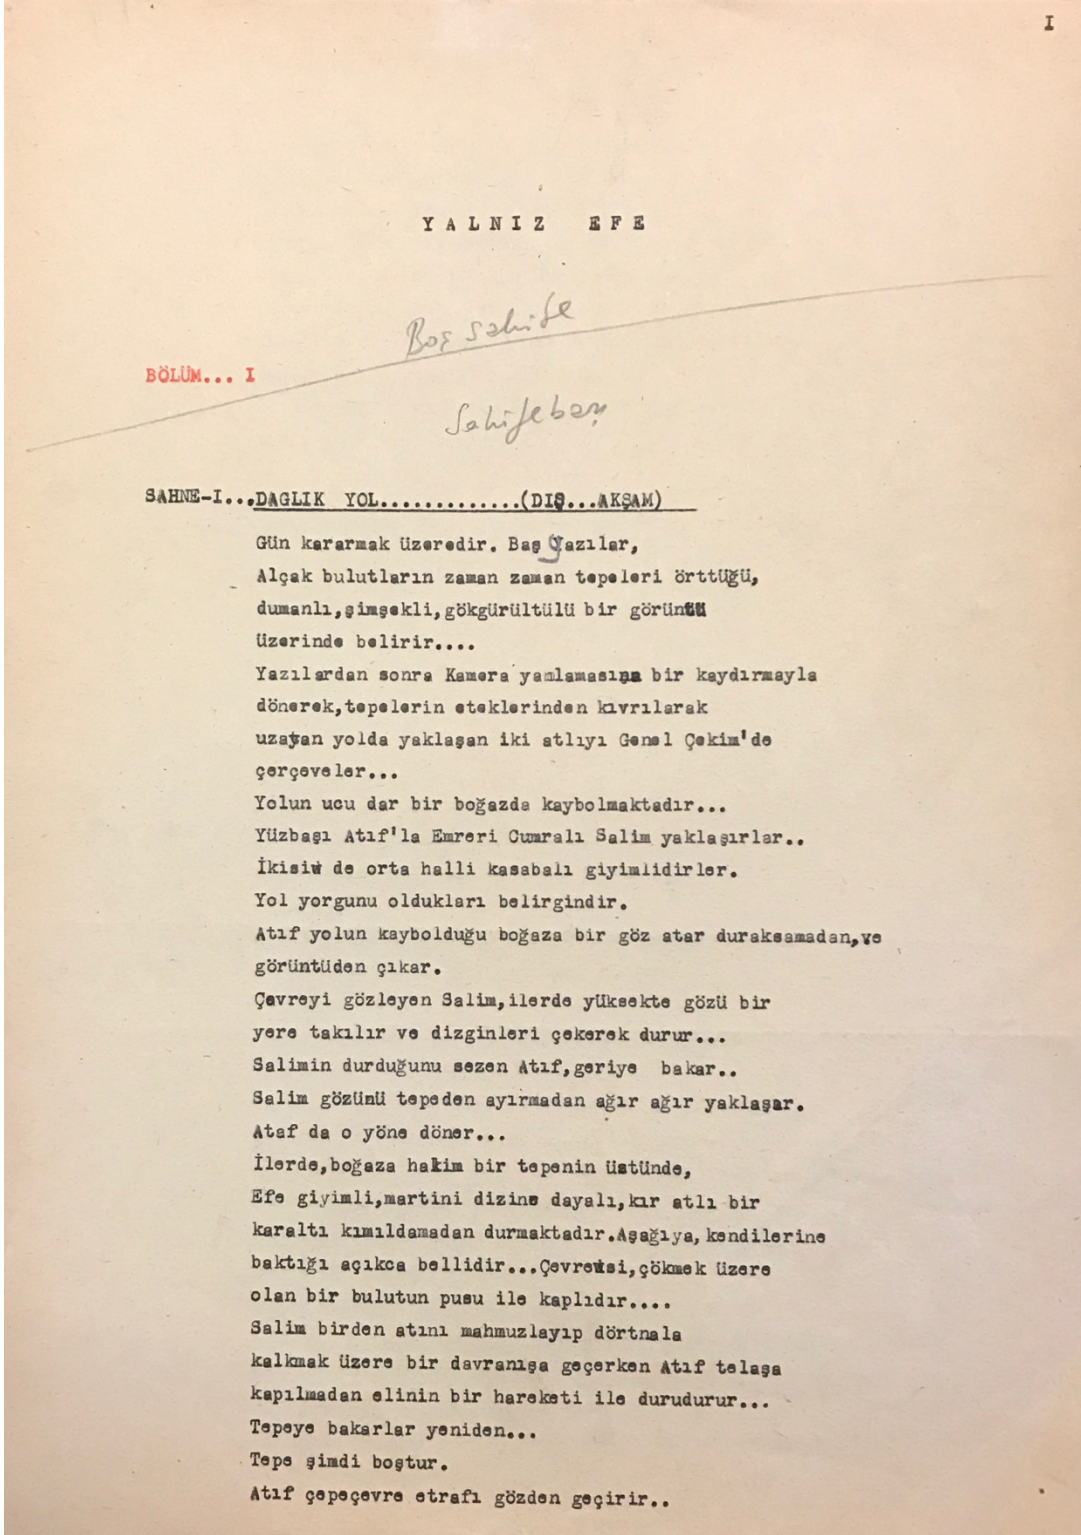 I
YALNIZ EFE
Boş sahife
BÖLÜM... I
Sahifebaşı
SAHNE-I...DAGLIK YOL.............(DIŞ...AKŞAM)
Gün kararmak üzeredir. Baş yazılar,
Alçak bulutların zaman zaman tepeleri örttüğü,
dumanlı,şimşekli,gökgürültülü bir görüntü
üzerinde belirir....
Yazılardan sonra Kamera yamlamasına bir kaydırmayla
dönerek,tepelerin eteklerinden kıvrılarak
uzayan yolda yaklaşan iki atlıyı Genel Çekim'de
çerçeveler...
Yolun ucu dar bir boğazda kaybolmaktadır...
Yüzbaşı Atıf'la Emreri Cumralı Salim yaklaşırlar..
İkisi de orta halli kasabalı giyimlidirler.
Yol yorgunu oldukları belirgindir.
Atıf yolun kaybolduğu boğaza bir göz atar duraksamadan,ve
görüntüden çıkar.
Çevreyi gözleyen Salim,ilerde yüksekte gözü bir
yere takılır ve dizginleri çekerek durur...
Salimin durduğunu sezen Atıf,geriye bakar..
Salim gözünü tepeden ayırmadan ağır ağır yaklaşar.
Ataf da o yöne döner...
İlerde,boğaza hakim bir tepenin üstünde,
Efe giyimli,martini dizine dayalı,kır atlı bir
karaltı kımıldamadan durmaktadır.Aşağıya,kendilerine
baktığı açıkca bellidir...Çevresi,çökmek üzere
olan bir bulutun pusu ile kaplıdır....
Salim birden atını mahmuzlayıp dörtnala
kalkmak üzere bir davranışa geçerken Atıf telaşa
kapılmadan elinin bir hareketi ile durudurur...
Tepeye bakarlar yeniden...
Tepe şimdi boştur.
Atıf çepeçevre etrafı gözden geçirir..